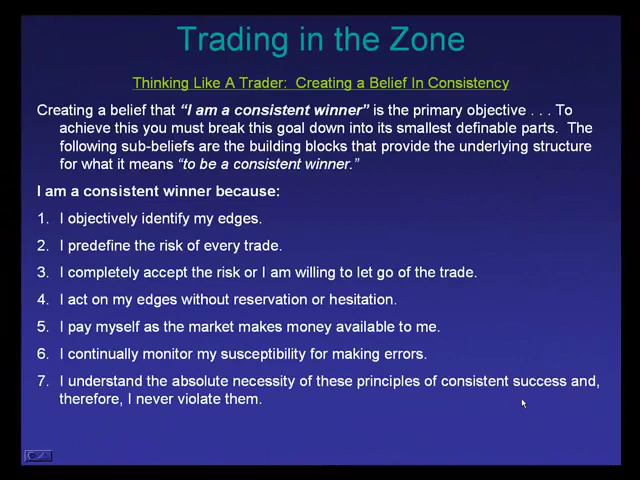 Trading in the Zone
Thinking Like A Trader: Creating a Belief In Consistency
Creating a belief that “I am a consistent winner” is the primary objective . . . To
achieve this you must break this goal down into its smallest definable parts. The
following sub-beliefs are the building blocks that provide the underlying structure
for what it means “to be a consistent winner.”
I am a consistent winner because:
1. I objectively identify my edges.
2. I predefine the risk of every trade.
3. I completely accept the risk or I am willing to let go of the trade.
4. I act on my edges without reservation or hesitation.
5. I pay myself as the market makes money available to me.
6. I continually monitor my susceptibility for making errors.
7. I understand the absolute necessity of these principles of consistent success and,
therefore, I never violate them.